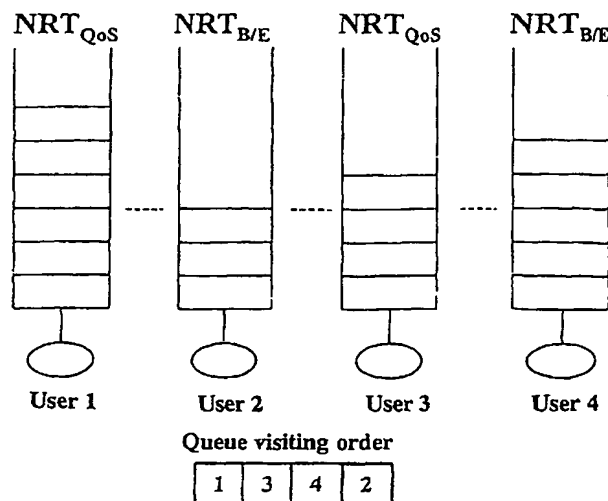 NRT_QoS NRT_B/E NRT_QoS NRT_B/E
User 1 User 2 User 3 User 4
Queue visiting order
1 3 4 2